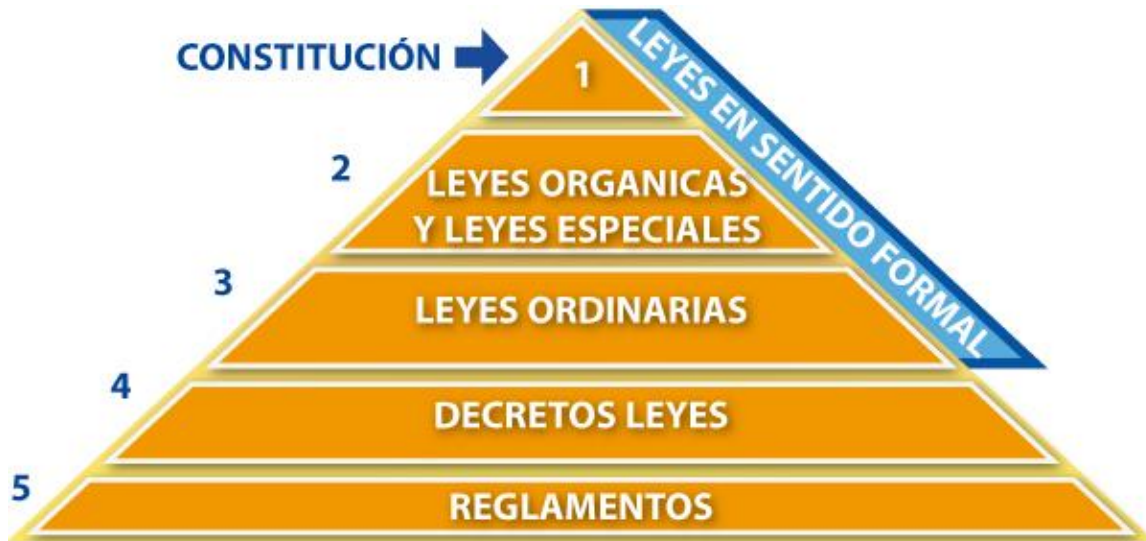 CONSTITUCIÓN
1
LEYES EN SENTIDO FORMAL
2
LEYES ORGANICAS
Y LEYES ESPECIALES
3
LEYES ORDINARIAS
4
DECRETOS LEYES
5
REGLAMENTOS